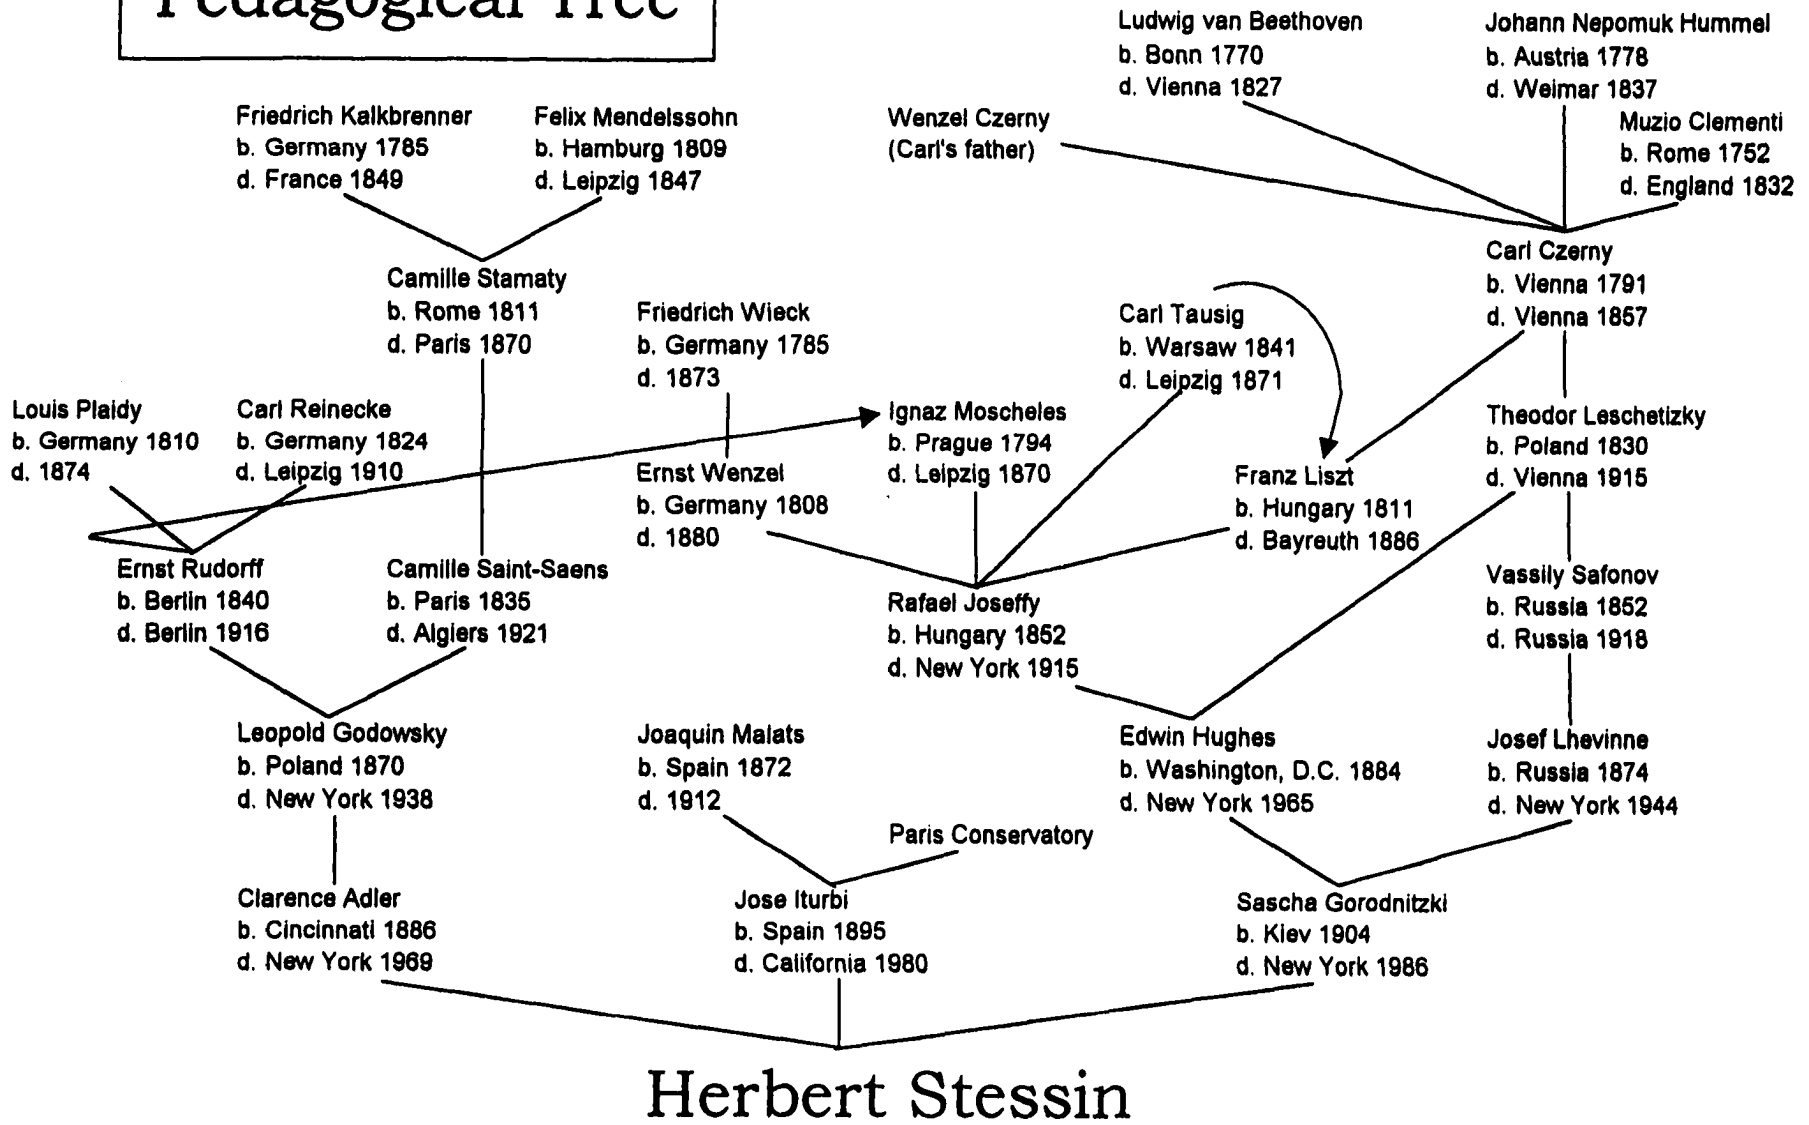 Pedagogical Tree
Ludwig van Beethoven
b. Bonn 1770
d. Vienna 1827
Johann Nepomuk Hummel
b. Austria 1778
d. Weimar 1837
Friedrich Kalkbrenner
b. Germany 1785
d. France 1849
Felix Mendelssohn
b. Hamburg 1809
d. Leipzig 1847
Wenzel Czerny
(Carl's father)
Muzio Clementi
b. Rome 1752
d. England 1832
Carl Czerny
b. Vienna 1791
d. Vienna 1857
Camille Stamaty
b. Rome 1811
d. Paris 1870
Friedrich Wieck
b. Germany 1785
d. 1873
Carl Tausig
b. Warsaw 1841
d. Leipzig 1871
Louis Plaidy
b. Germany 1810
d. 1874
Carl Reinecke
b. Germany 1824
d. Leipzig 1910
Ignaz Moscheles
b. Prague 1794
d. Leipzig 1870
Theodor Leschetizky
b. Poland 1830
d. Vienna 1915
Ernst Wenzel
b. Germany 1808
d. 1880
Franz Liszt
b. Hungary 1811
d. Bayreuth 1886
Ernst Rudorff
b. Berlin 1840
d. Berlin 1916
Camille Saint-Saens
b. Paris 1835
d. Algiers 1921
Rafael Joseffy
b. Hungary 1852
d. New York 1915
Vassily Safonov
b. Russia 1852
d. Russia 1918
Leopold Godowsky
b. Poland 1870
d. New York 1938
Joaquin Malats
b. Spain 1872
d. 1912
Edwin Hughes
b. Washington, D.C. 1884
d. New York 1965
Josef Lhevinne
b. Russia 1874
d. New York 1944
Paris Conservatory
Clarence Adler
b. Cincinnati 1886
d. New York 1969
Jose Iturbi
b. Spain 1895
d. California 1980
Sascha Gorodnitzki
b. Kiev 1904
d. New York 1986
Herbert Stessin